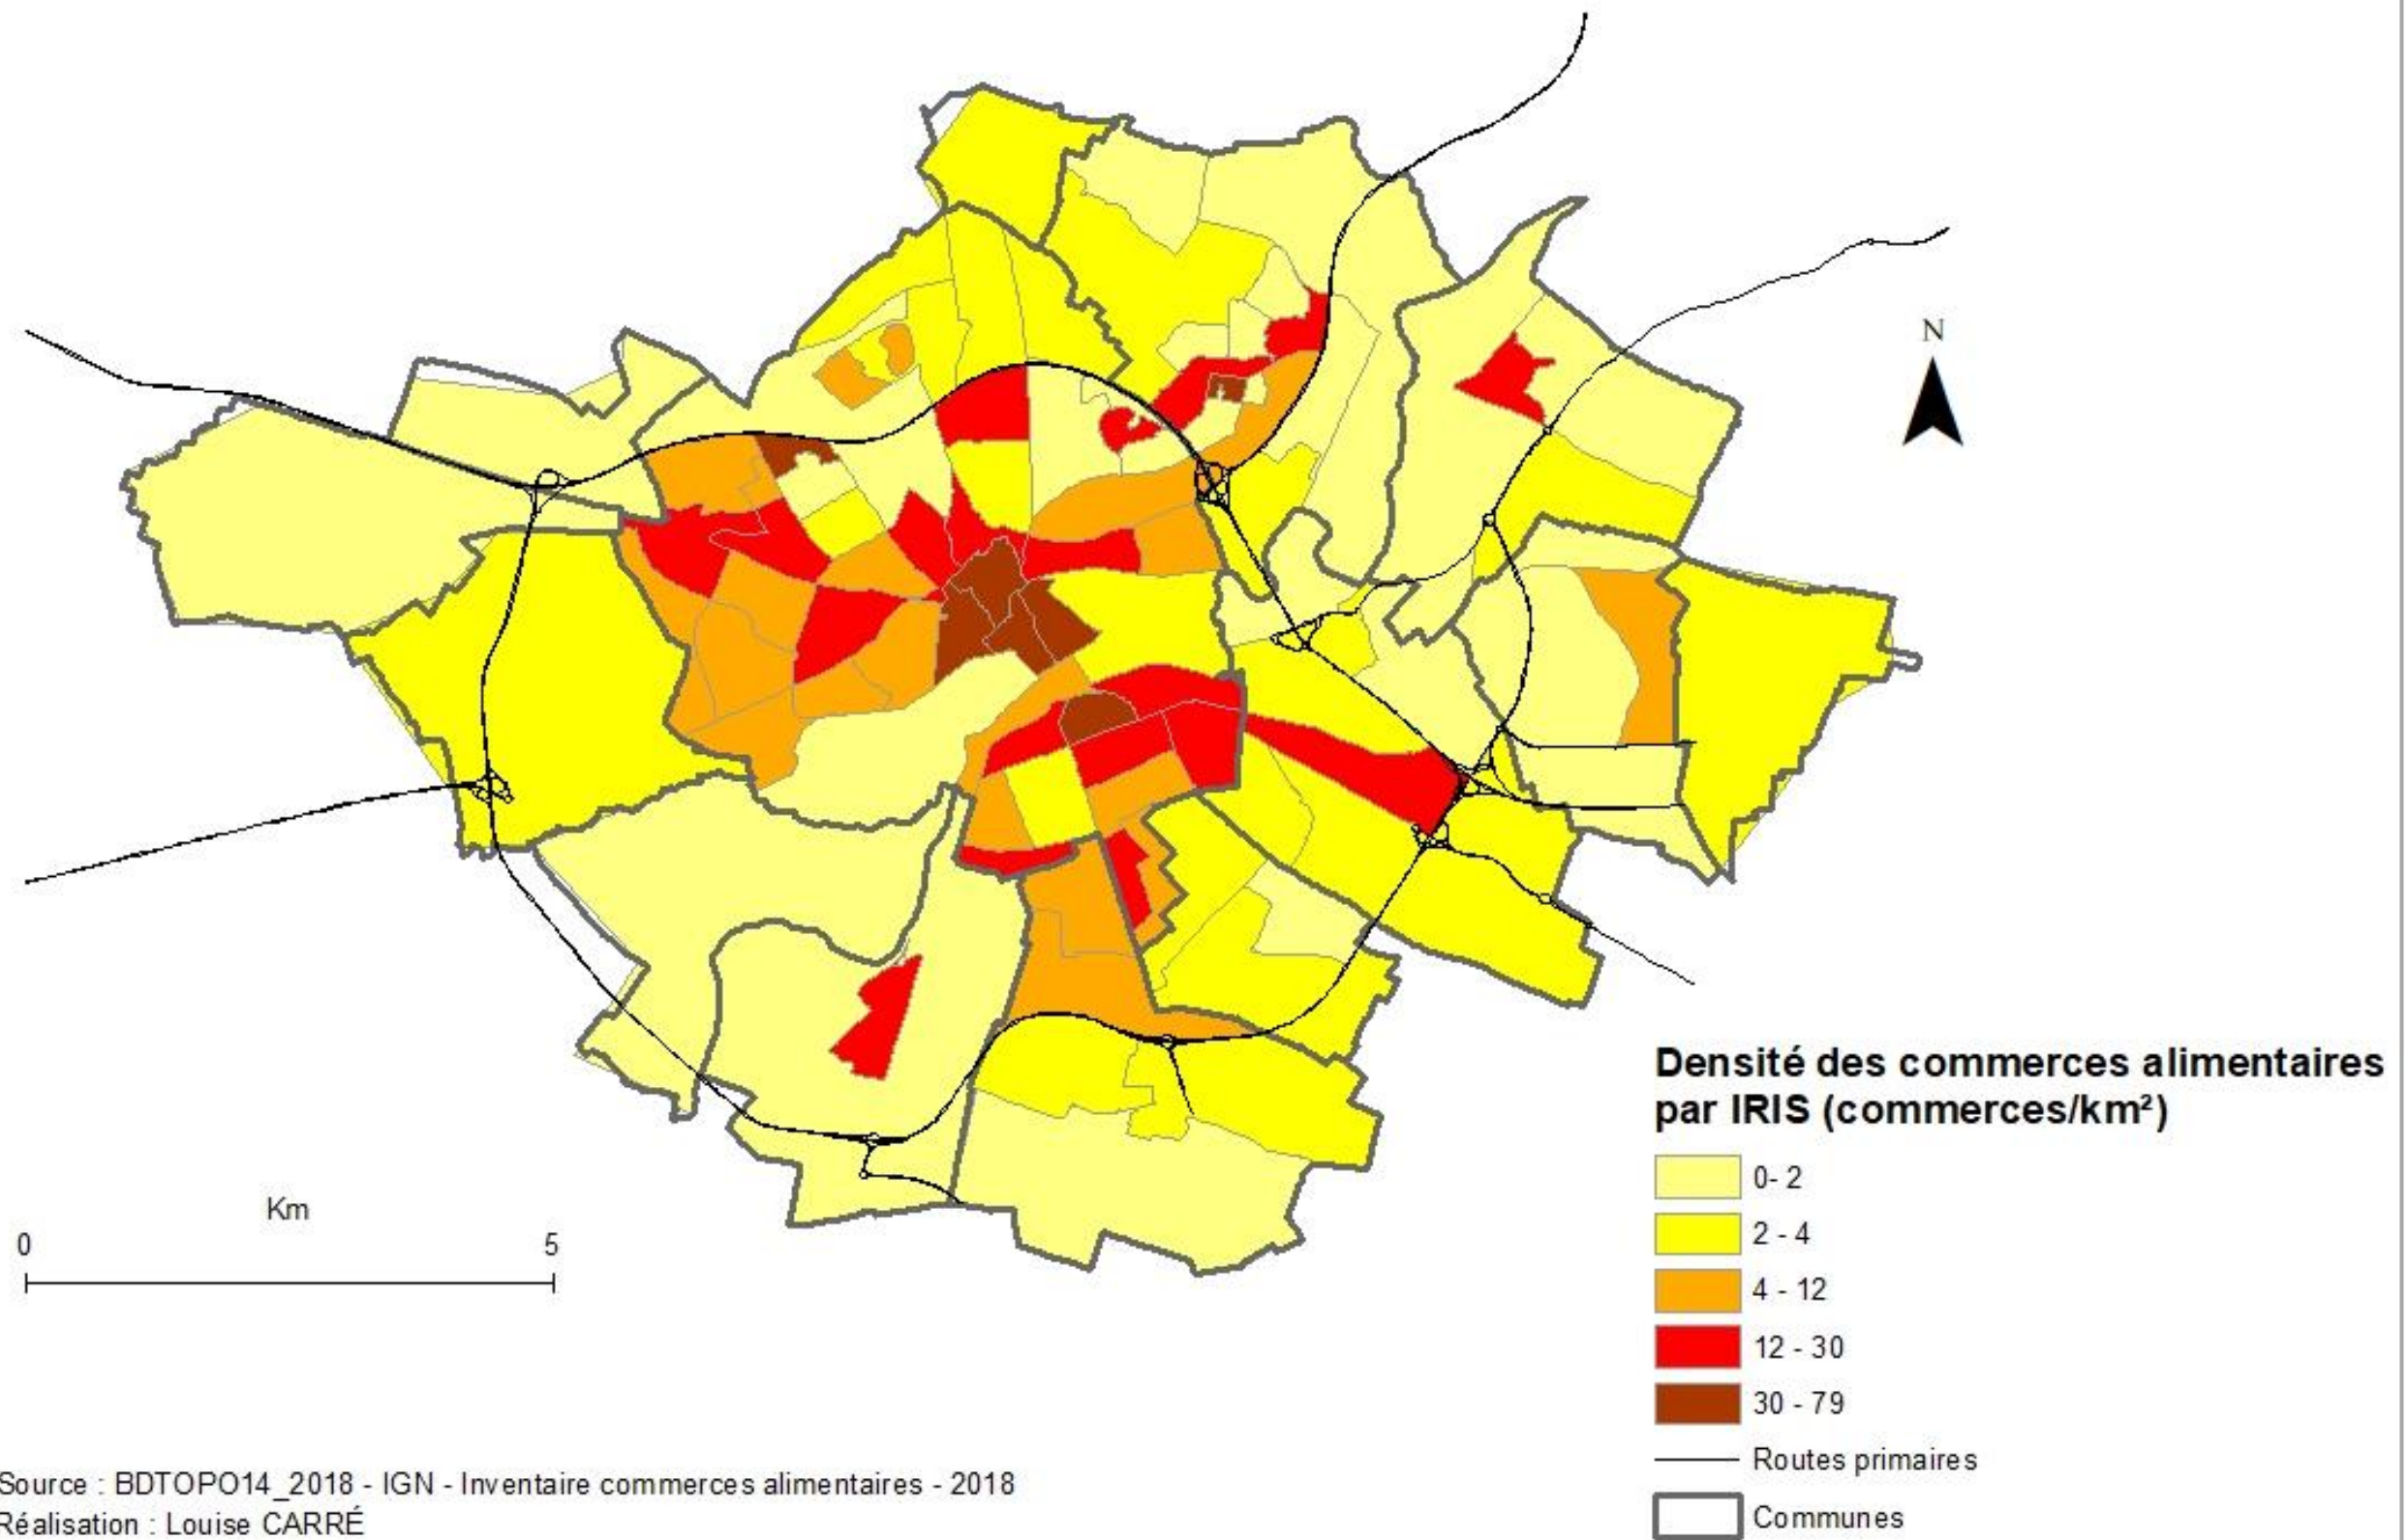 N
Densité des commerces alimentaires
par IRIS (commerces/km²)
0- 2
2 - 4
4 - 12
12 - 30
30 - 79
Routes primaires
Communes
Km
0 5
Source : BDTOPO14_2018 - IGN - Inventaire commerces alimentaires - 2018
Réalisation : Louise CARRÉ